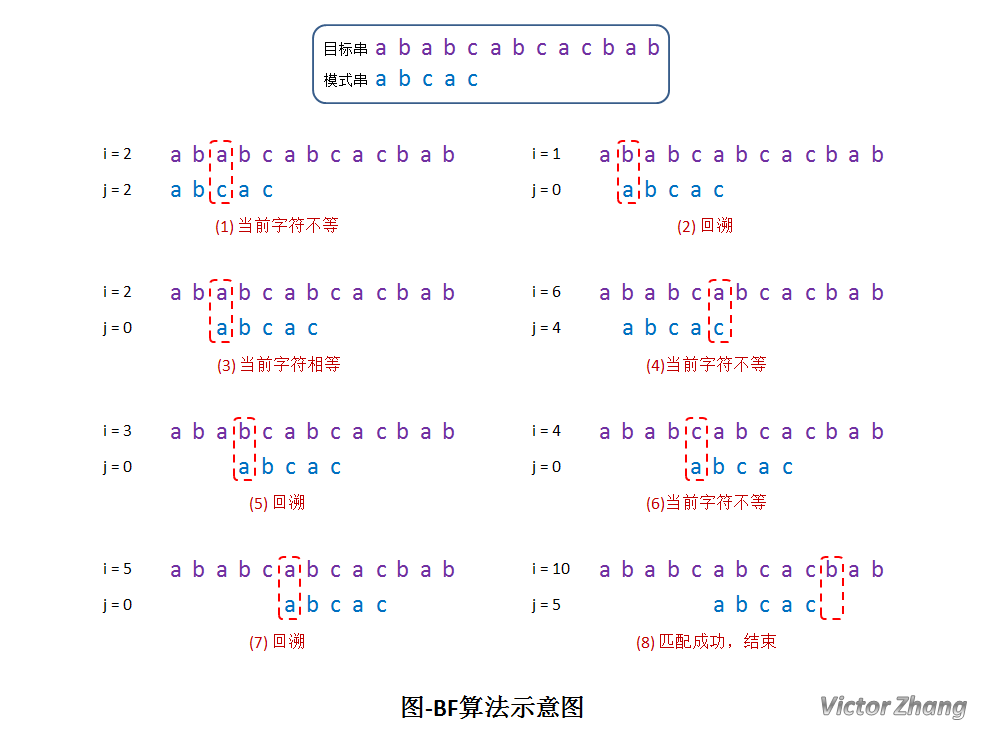 目标串 a b a b c a b c a c b a b
模式串 a b c a c
i = 2 a b a b c a b c a c b a b
j = 2 a b c a c
(1) 当前字符不等
i = 1 a b a b c a b c a c b a b
j = 0 a b c a c
(2) 回溯
i = 2 a b a b c a b c a c b a b
j = 0 a b c a c
(3) 当前字符相等
i = 6 a b a b c a b c a c b a b
j = 4 a b c a c
(4)当前字符不等
i = 3 a b a b c a b c a c b a b
j = 0 a b c a c
(5) 回溯
i = 4 a b a b c a b c a c b a b
j = 0 a b c a c
(6)当前字符不等
i = 5 a b a b c a b c a c b a b
j = 0 a b c a c
(7) 回溯
i = 10 a b a b c a b c a c b a b
j = 5 a b c a c
(8) 匹配成功，结束
图-BF算法示意图
Victor Zhang